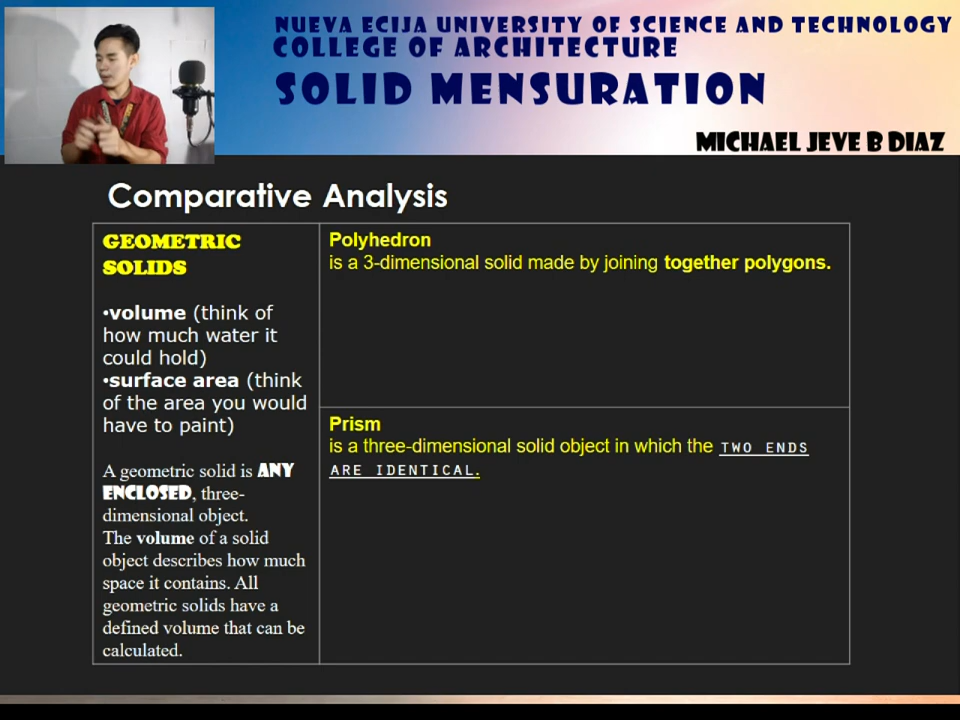 NUEVA ECIJA UNIVERSITY OF SCIENCE AND TECHNOLOGY
COLLEGE OF ARCHITECTURE
SOLID MENSURATION
MICHAEL JEVE B DIAZ
Comparative Analysis
GEOMETRIC
SOLIDS
•volume (think of
how much water it
could hold)
•surface area (think
of the area you would
have to paint)
A geometric solid is ANY
ENCLOSED, three-
dimensional object.
The volume of a solid
object describes how much
space it contains. All
geometric solids have a
defined volume that can be
calculated.
Polyhedron
is a 3-dimensional solid made by joining together polygons.
Prism
is a three-dimensional solid object in which the TWO ENDS
ARE IDENTICAL.